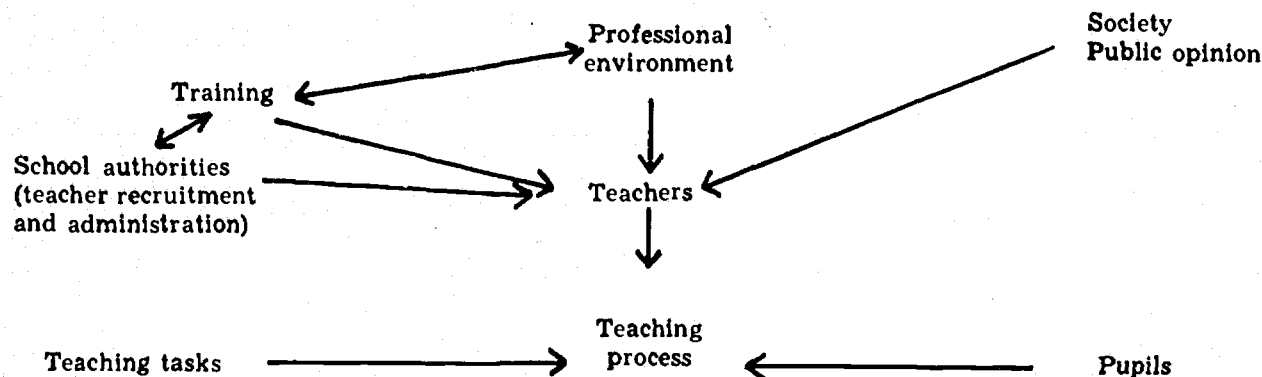 Society
Public opinion
Professional
environment
Training
School authorities
(teacher recruitment
and administration)
Teachers
Teaching
process
Teaching tasks
Pupils